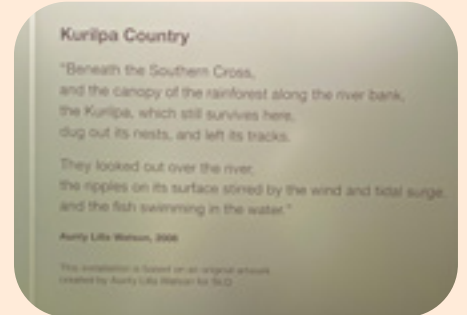 Kurilpa Country
"Beneath the Southern Cross,
and the canopy of the rainforest along the river bank,
the Kurilpa, which still survives here,
dug out its nests, and left its tracks.
They looked out over the river,
the ripples on its surface stirred by the wind and tidal surge,
and the fish swimming in the water."
Aunty Lilla Watson, 2006
This installation is based on an original artwork
created by Aunty Lilla Watson for